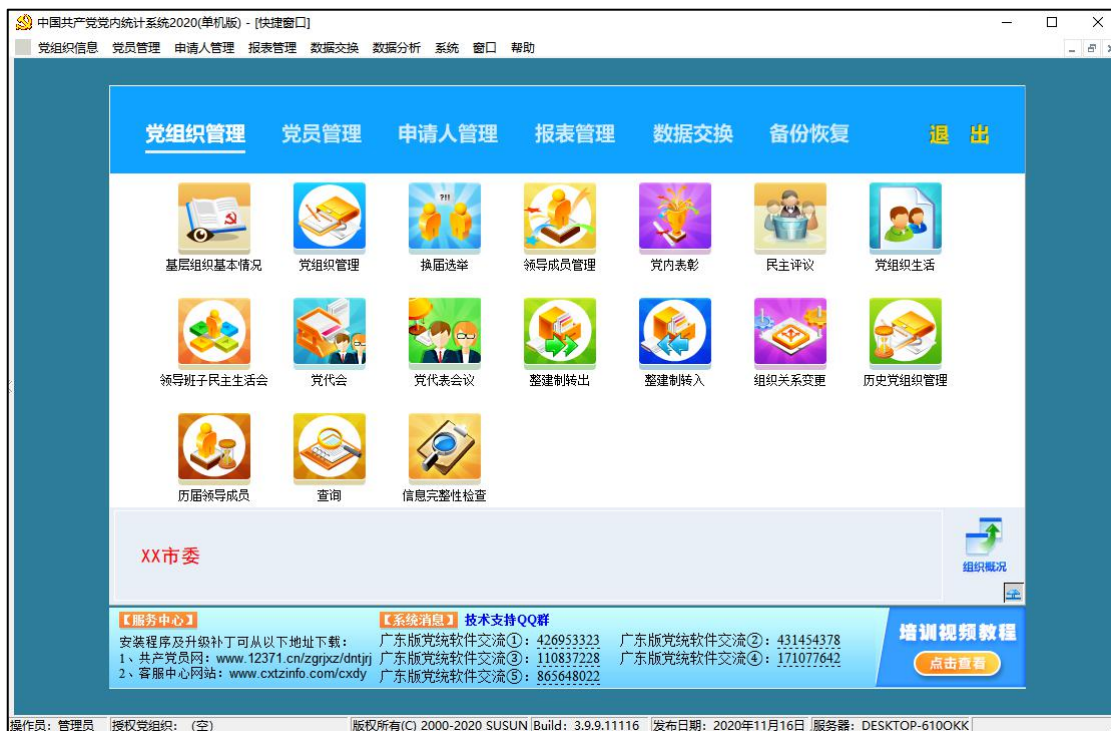 中国共产党党内统计系统2020(单机版) - [快捷窗口]
党组织信息 党员管理 申请人管理 报表管理 数据交换 数据分析 系统 窗口 帮助
党组织管理 党员管理 申请人管理 报表管理 数据交换 备份恢复 退 出
?!!
基层组织基本情况 党组织管理 换届选举 领导成员管理 党内表彰 民主评议 党组织生活
领导班子民主生活会 党代会 党代表会议 整建制转出 整建制转入 组织关系变更 历史党组织管理
历届领导成员 查询 信息完整性检查
XX市委
组织概况
【服务中心】
安装程序及升级补丁可从以下地址下载:
1、共产党员网: www.12371.cn/zgrjxz/dntjrj
2、客服中心网站: www.cxtzinfo.com/cxdy
【系统消息】 技术支持QQ群
广东版党统软件交流①: 426953323 广东版党统软件交流②: 431454378
广东版党统软件交流③: 110837228 广东版党统软件交流④: 171077642
广东版党统软件交流⑤: 865648022
培训视频教程
点击查看
操作员: 管理员 授权党组织: (空) 版权所有(C) 2000-2020 SUSUN Build: 3.9.9.11116 发布日期: 2020年11月16日 服务器: DESKTOP-610OKK